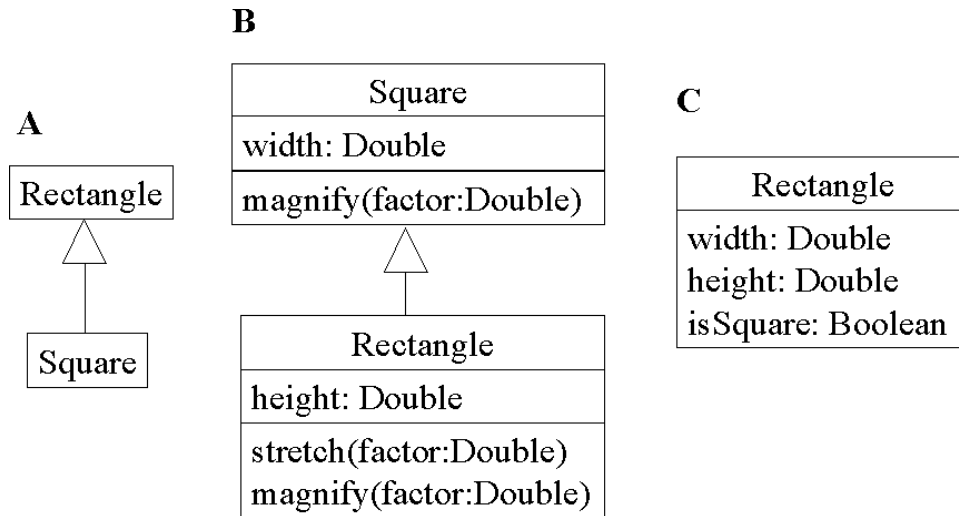 A
Rectangle
Square
B
Square
width: Double
magnify(factor:Double)
Rectangle
height: Double
stretch(factor:Double)
magnify(factor:Double)
C
Rectangle
width: Double
height: Double
isSquare: Boolean